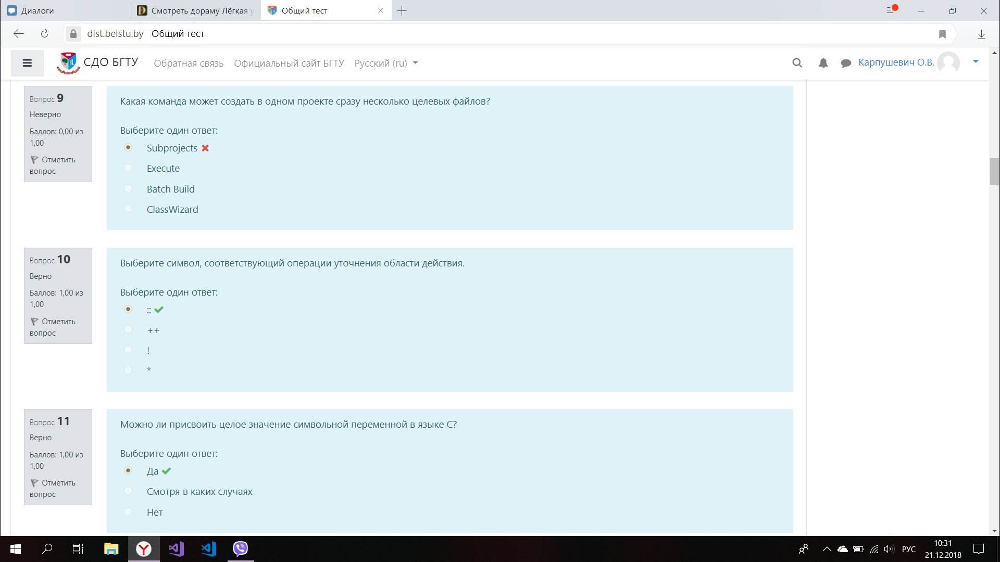 Диалоги
Смотреть дораму Лёгкая у
Общий тест
dist.belstu.by Общий тест
СДО БГТУ
Обратная связь
Официальный сайт БГТУ
Русский (ru)
Карпушевич О.В.
Вопрос 9
Неверно
Баллов: 0,00 из
1,00
Отметить
вопрос
Какая команда может создать в одном проекте сразу несколько целевых файлов?
Выберите один ответ:
Subprojects
Execute
Batch Build
ClassWizard
Вопрос 10
Верно
Баллов: 1,00 из
1,00
Отметить
вопрос
Выберите символ, соответствующий операции уточнения области действия.
Выберите один ответ:
::
++
!
*
Вопрос 11
Верно
Баллов: 1,00 из
1,00
Отметить
вопрос
Можно ли присвоить целое значение символьной переменной в языке С?
Выберите один ответ:
Да
Смотря в каких случаях
Нет
РУС
10:31
21.12.2018